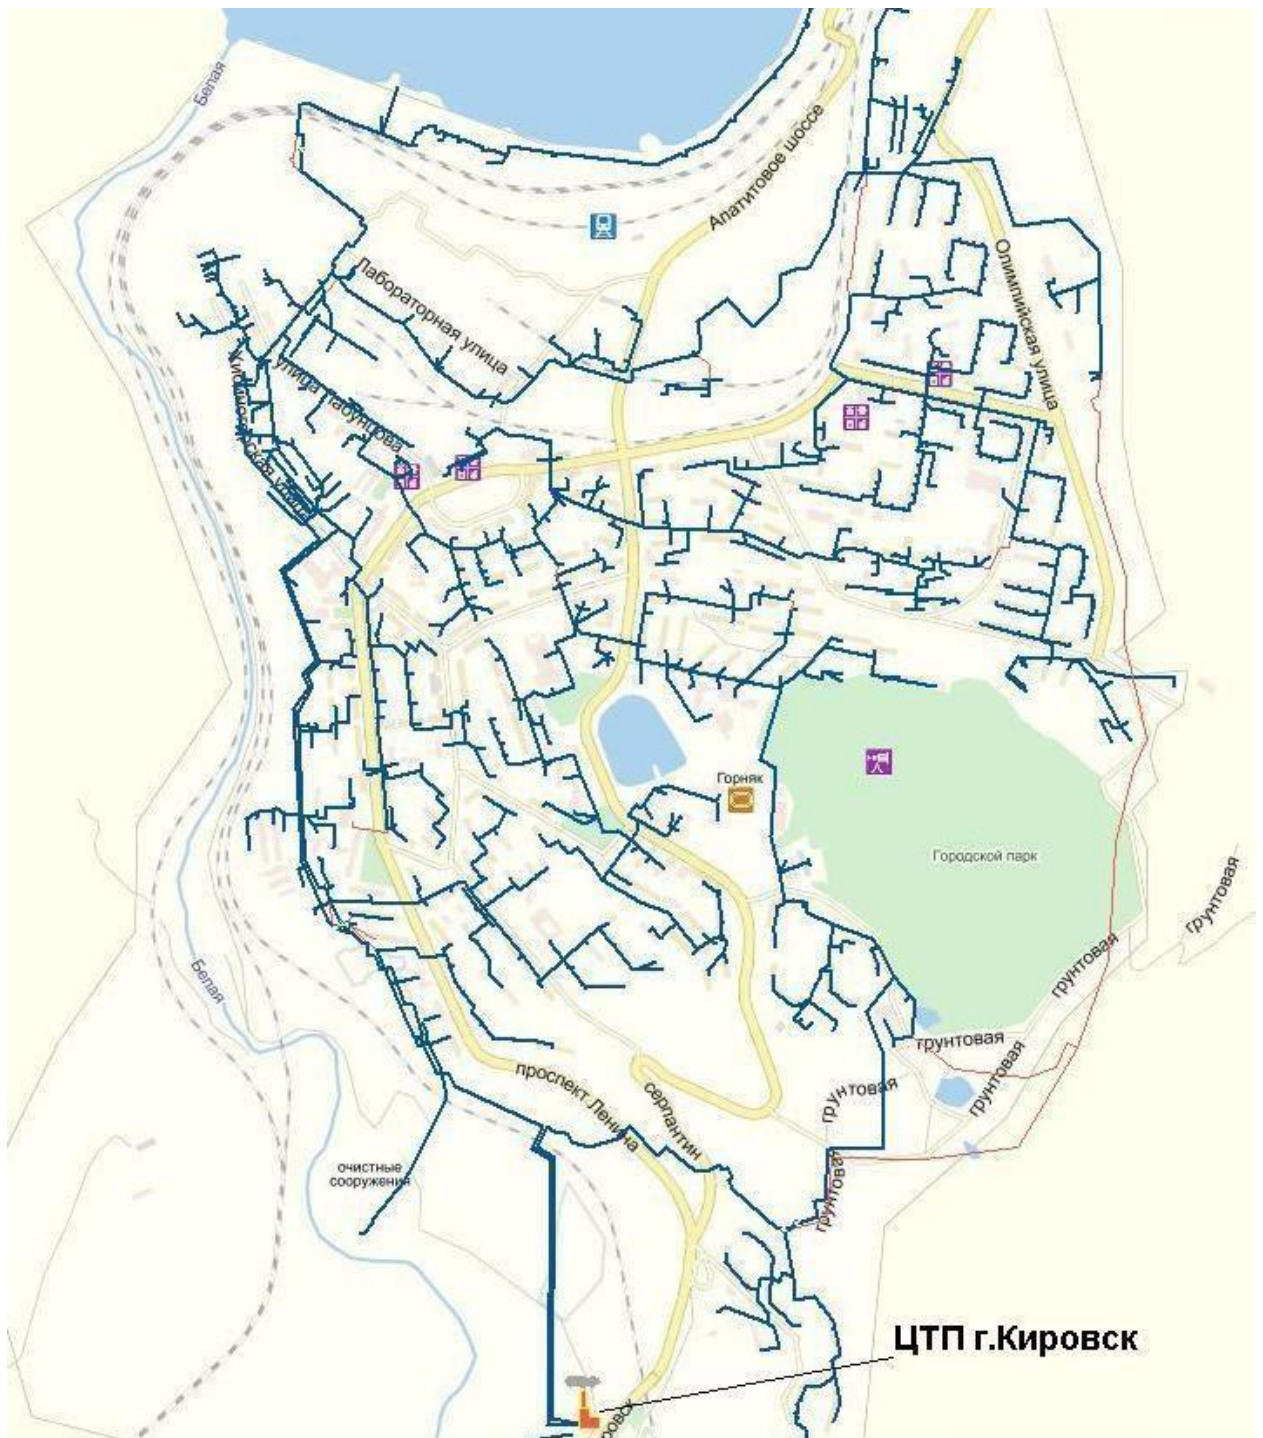 Белая
Апатитовое шоссе
Лабораторная улица
Олимпийская улица
улица Лабунцова
Горняк
Городской парк
грунтовая
грунтовая
Белая
грунтовая
грунтовая
проспект Ленина
серпантин
грунтовая
очистные
сооружения
грунтовая
ЦТП г.Кировск